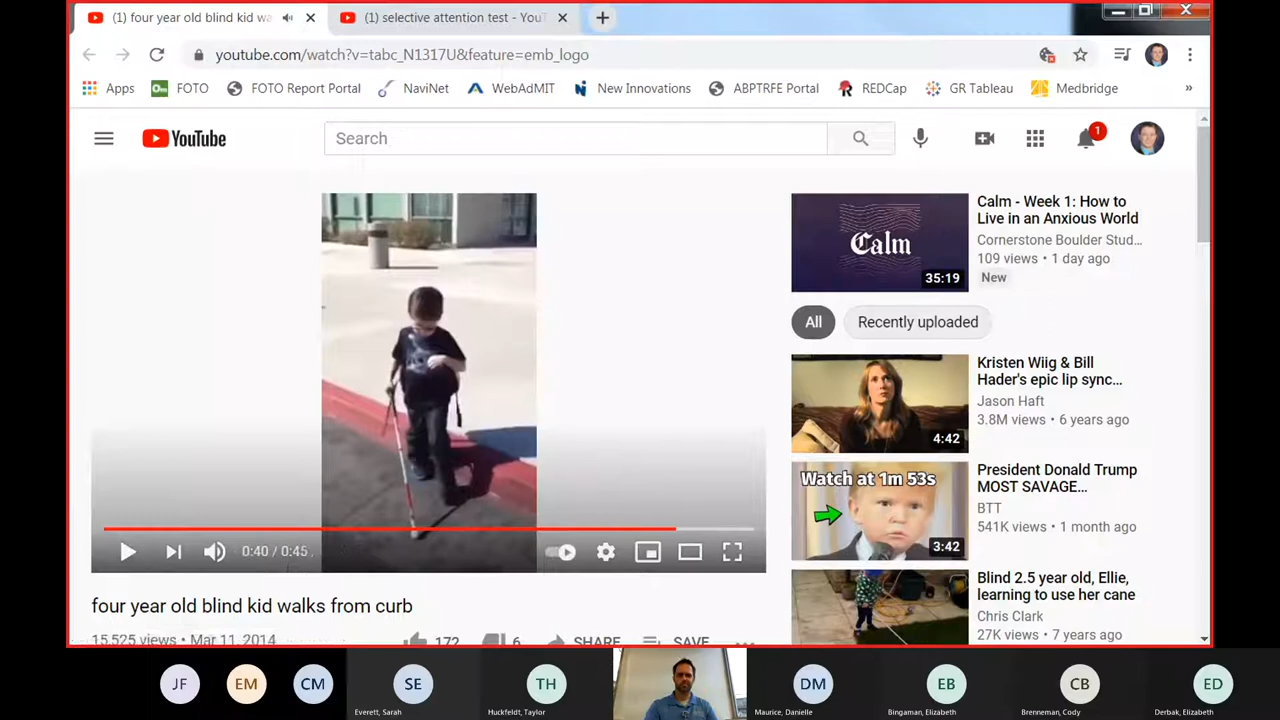 (1) four year old blind kid wa
(1) selective attention test - YouT
youtube.com/watch?v=tabc_N1317U&feature=emb_logo
Apps
FOTO
FOTO Report Portal
NaviNet
WebAdMIT
New Innovations
ABPTRFE Portal
REDCap
GR Tableau
Medbridge
»
YouTube
Search
1
Calm
35:19
Calm - Week 1: How to
Live in an Anxious World
Cornerstone Boulder Stud...
109 views • 1 day ago
New
All
Recently uploaded
4:42
Kristen Wiig & Bill
Hader's epic lip sync...
Jason Haft
3.8M views • 6 years ago
Watch at 1m 53s
3:42
President Donald Trump
MOST SAVAGE...
BTT
541K views • 1 month ago
Blind 2.5 year old, Ellie,
learning to use her cane
Chris Clark
27K views • 7 years ago
0:40 / 0:45
four year old blind kid walks from curb
15,525 views • Mar 11, 2014
172
6
SHARE
SAVE
JF
EM
CM
SE
Everett, Sarah
TH
Huckfeldt, Taylor
DM
Maurice, Danielle
EB
Bingaman, Elizabeth
CB
Brenneman, Cody
ED
Derbak, Elizabeth